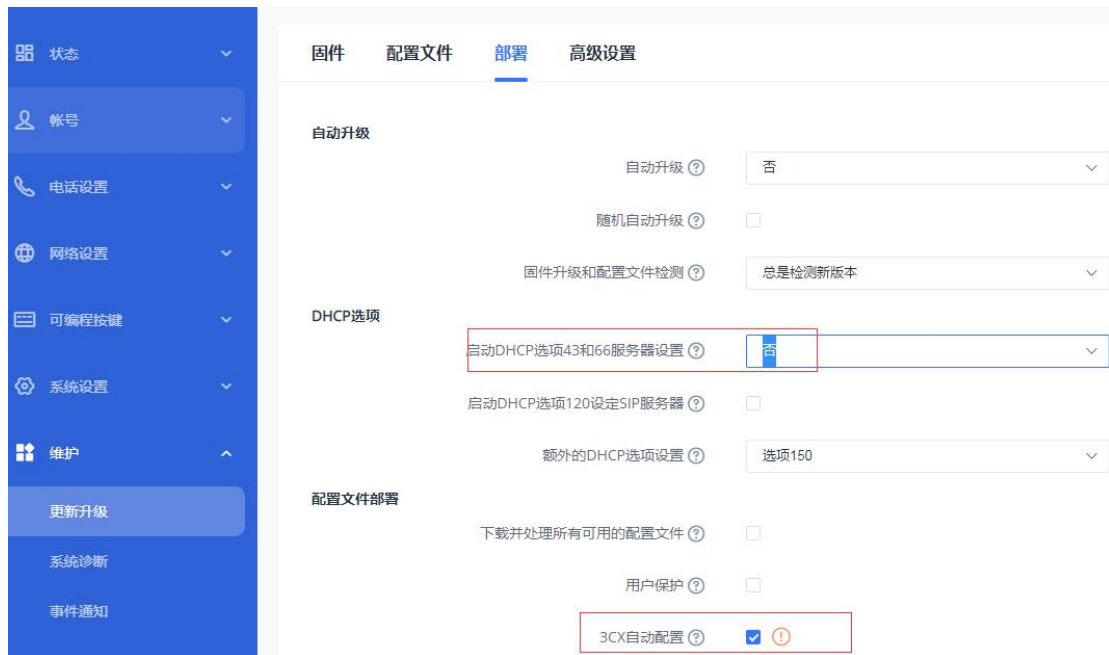 状态
帐号
电话设置
网络设置
可编程按键
系统设置
维护
更新升级
系统诊断
事件通知
固件 配置文件 部署 高级设置
自动升级
自动升级 ? 否
随机自动升级 ?
固件升级和配置文件检测 ? 总是检测新版本
DHCP选项
启动DHCP选项43和66服务器设置 ? 否
启动DHCP选项120设定SIP服务器 ?
额外的DHCP选项设置 ? 选项150
配置文件部署
下载并处理所有可用的配置文件 ?
用户保护 ?
3CX自动配置 ? !